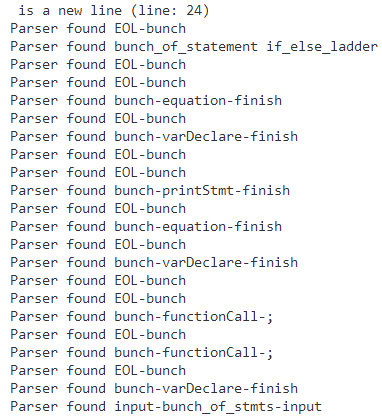 is a new line (line: 24)
Parser found EOL-bunch
Parser found bunch_of_statement if_else_ladder
Parser found EOL-bunch
Parser found EOL-bunch
Parser found bunch-equation-finish
Parser found EOL-bunch
Parser found bunch-varDeclare-finish
Parser found EOL-bunch
Parser found EOL-bunch
Parser found bunch-printStmt-finish
Parser found EOL-bunch
Parser found bunch-equation-finish
Parser found EOL-bunch
Parser found bunch-varDeclare-finish
Parser found EOL-bunch
Parser found EOL-bunch
Parser found bunch-functionCall-;
Parser found EOL-bunch
Parser found bunch-functionCall-;
Parser found EOL-bunch
Parser found bunch-varDeclare-finish
Parser found input-bunch_of_stmts-input